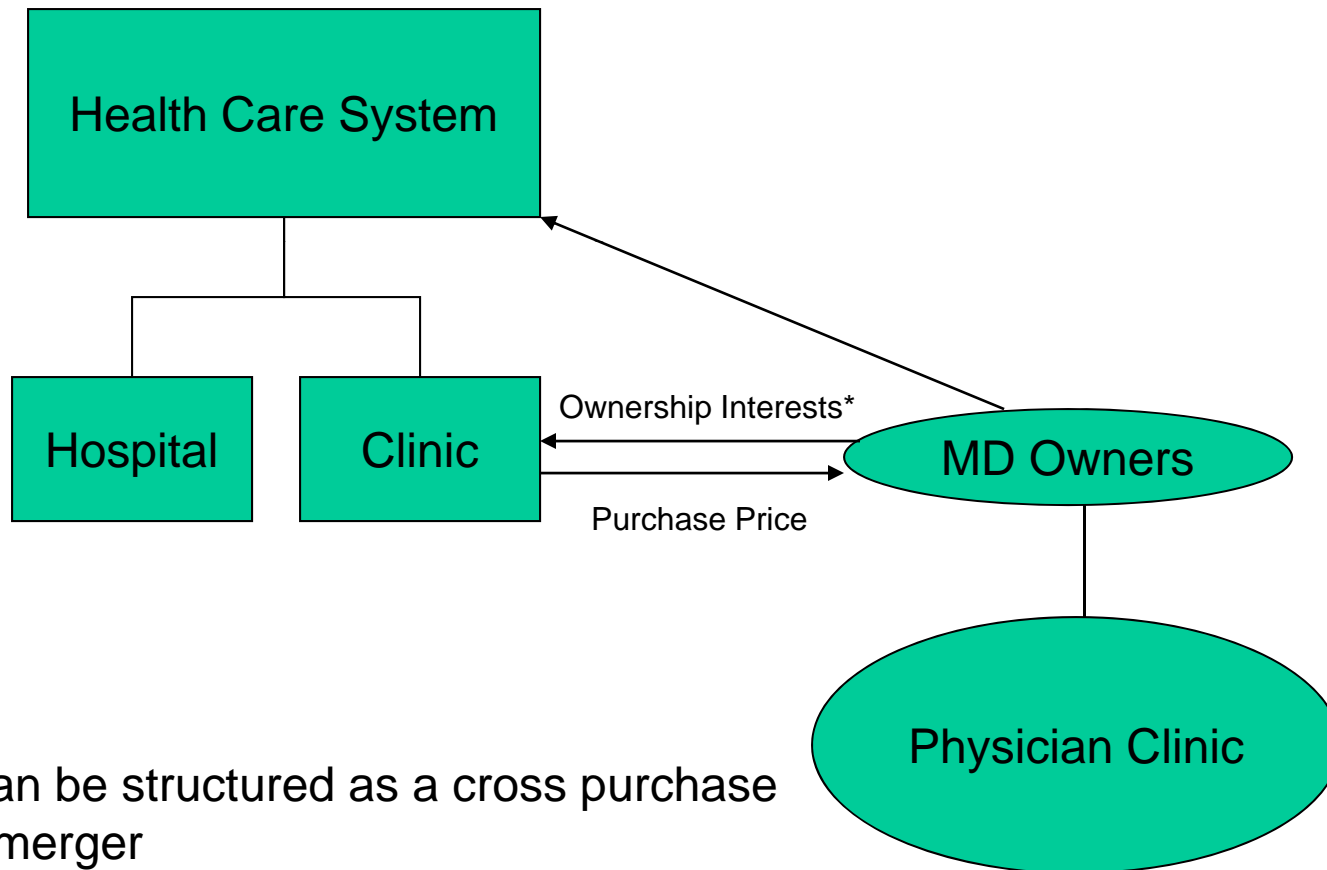 Health Care System
Ownership Interests*
Hospital
Clinic
MD Owners
Purchase Price
Physician Clinic
be structured as a cross purchase
merger